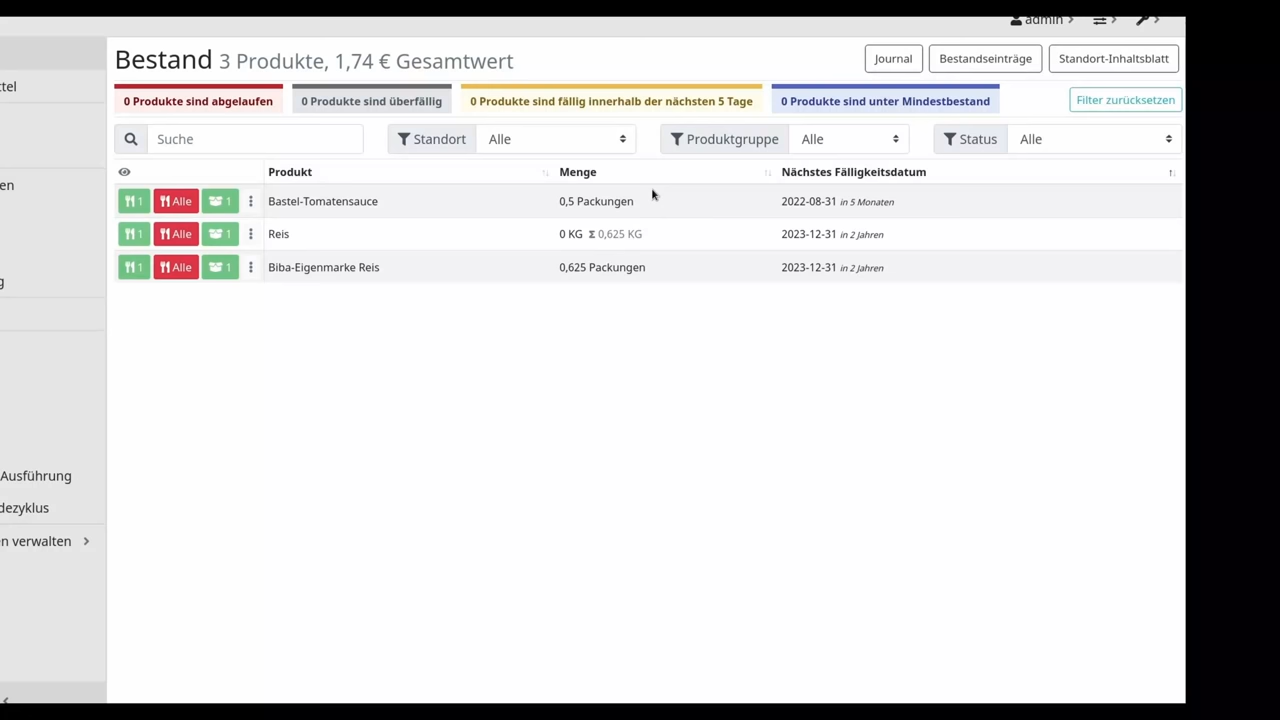 admin
Bestand 3 Produkte, 1,74 € Gesamtwert
Journal
Bestandseinträge
Standort-Inhaltsblatt
ttel
0 Produkte sind abgelaufen
0 Produkte sind überfällig
0 Produkte sind fällig innerhalb der nächsten 5 Tage
0 Produkte sind unter Mindestbestand
Filter zurücksetzen
Suche
Standort Alle
Produktgruppe Alle
Status Alle
Produkt Menge Nächstes Fälligkeitsdatum
en
1 Alle 1 Bastel-Tomatensauce 0,5 Packungen 2022-08-31 in 5 Monaten
1 Alle 1 Reis 0 KG Σ 0,625 KG 2023-12-31 in 2 Jahren
1 Alle 1 Biba-Eigenmarke Reis 0,625 Packungen 2023-12-31 in 2 Jahren
g
Ausführung
dezyklus
n verwalten